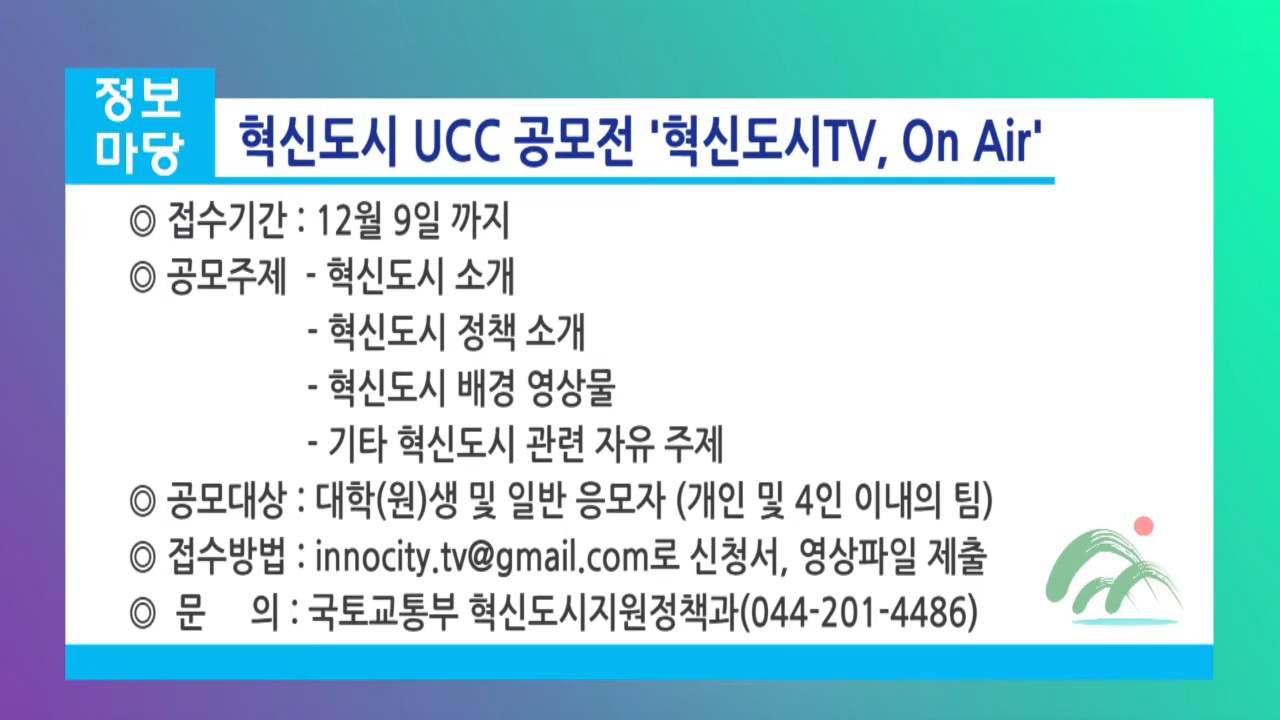 정보
마당
혁신도시 UCC 공모전 '혁신도시TV, On Air'
◎ 접수기간 : 12월 9일 까지
◎ 공모주제 - 혁신도시 소개
- 혁신도시 정책 소개
- 혁신도시 배경 영상물
- 기타 혁신도시 관련 자유 주제
◎ 공모대상 : 대학(원)생 및 일반 응모자 (개인 및 4인 이내의 팀)
◎ 접수방법 : innocity.tv@gmail.com로 신청서, 영상파일 제출
◎ 문 의 : 국토교통부 혁신도시지원정책과(044-201-4486)